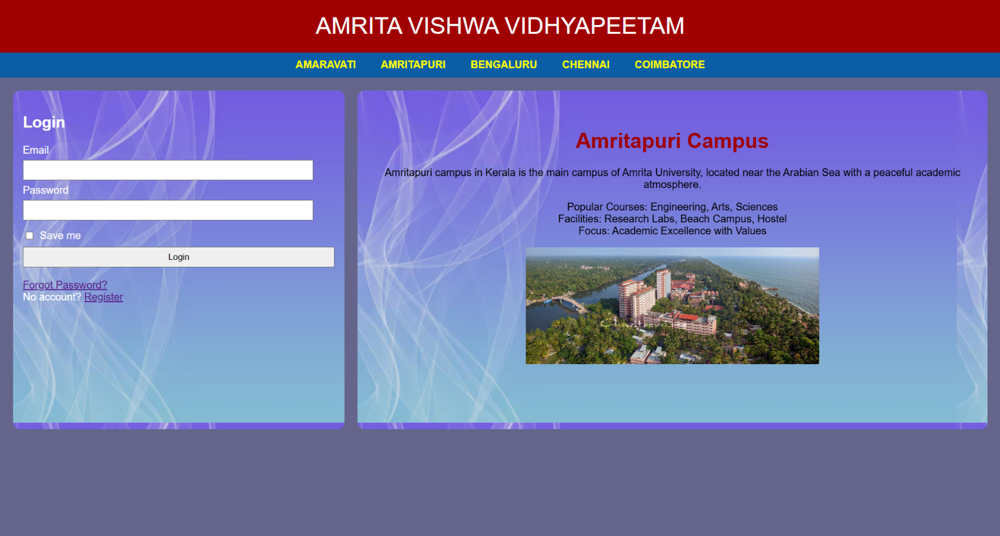 AMRITA VISHWA VIDHYAPEETAM
AMARAVATI AMRITAPURI BENGALURU CHENNAI COIMBATORE
Login
Email
Password
Save me
Login
Forgot Password?
No account? Register
Amritapuri Campus
Amritapuri campus in Kerala is the main campus of Amrita University, located near the Arabian Sea with a peaceful academic
atmosphere.
Popular Courses: Engineering, Arts, Sciences
Facilities: Research Labs, Beach Campus, Hostel
Focus: Academic Excellence with Values